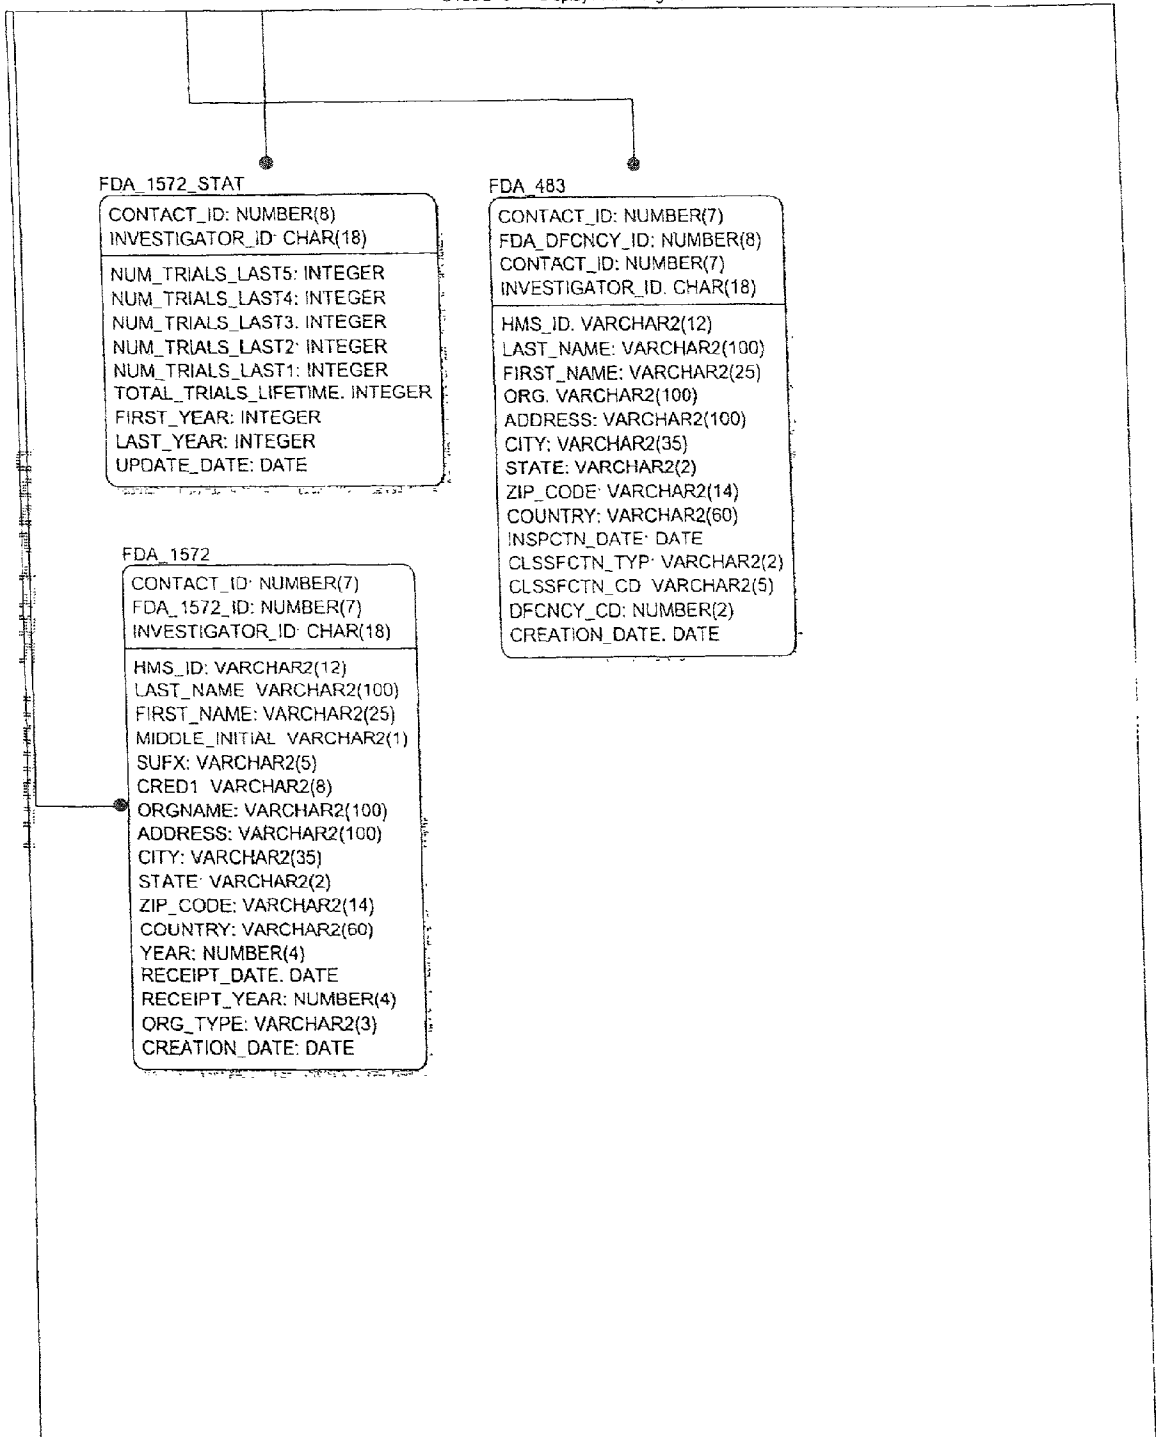 FDA_1572_STAT
CONTACT_ID: NUMBER(8)
INVESTIGATOR_ID: CHAR(18)
NUM_TRIALS_LAST5: INTEGER
NUM_TRIALS_LAST4: INTEGER
NUM_TRIALS_LAST3. INTEGER
NUM_TRIALS_LAST2· INTEGER
NUM_TRIALS_LAST1: INTEGER
TOTAL_TRIALS_LIFETIME. INTEGER
FIRST_YEAR: INTEGER
LAST_YEAR: INTEGER
UPDATE_DATE: DATE
FDA_483
CONTACT_ID: NUMBER(7)
FDA_DFCNCY_ID: NUMBER(8)
CONTACT_ID: NUMBER(7)
INVESTIGATOR_ID. CHAR(18)
HMS_ID. VARCHAR2(12)
LAST_NAME: VARCHAR2(100)
FIRST_NAME: VARCHAR2(25)
ORG. VARCHAR2(100)
ADDRESS: VARCHAR2(100)
CITY: VARCHAR2(35)
STATE: VARCHAR2(2)
ZIP_CODE· VARCHAR2(14)
COUNTRY: VARCHAR2(60)
INSPCTN_DATE· DATE
CLSSFCTN_TYP· VARCHAR2(2)
CLSSFCTN_CD VARCHAR2(5)
DFCNCY_CD: NUMBER(2)
CREATION_DATE. DATE
FDA_1572
CONTACT_ID· NUMBER(7)
FDA_1572_ID: NUMBER(7)
INVESTIGATOR_ID· CHAR(18)
HMS_ID: VARCHAR2(12)
LAST_NAME VARCHAR2(100)
FIRST_NAME: VARCHAR2(25)
MIDDLE_INITIAL VARCHAR2(1)
SUFX: VARCHAR2(5)
CRED1 VARCHAR2(8)
ORGNAME: VARCHAR2(100)
ADDRESS: VARCHAR2(100)
CITY: VARCHAR2(35)
STATE· VARCHAR2(2)
ZIP_CODE: VARCHAR2(14)
COUNTRY: VARCHAR2(60)
YEAR: NUMBER(4)
RECEIPT_DATE. DATE
RECEIPT_YEAR: NUMBER(4)
ORG_TYPE: VARCHAR2(3)
CREATION_DATE: DATE